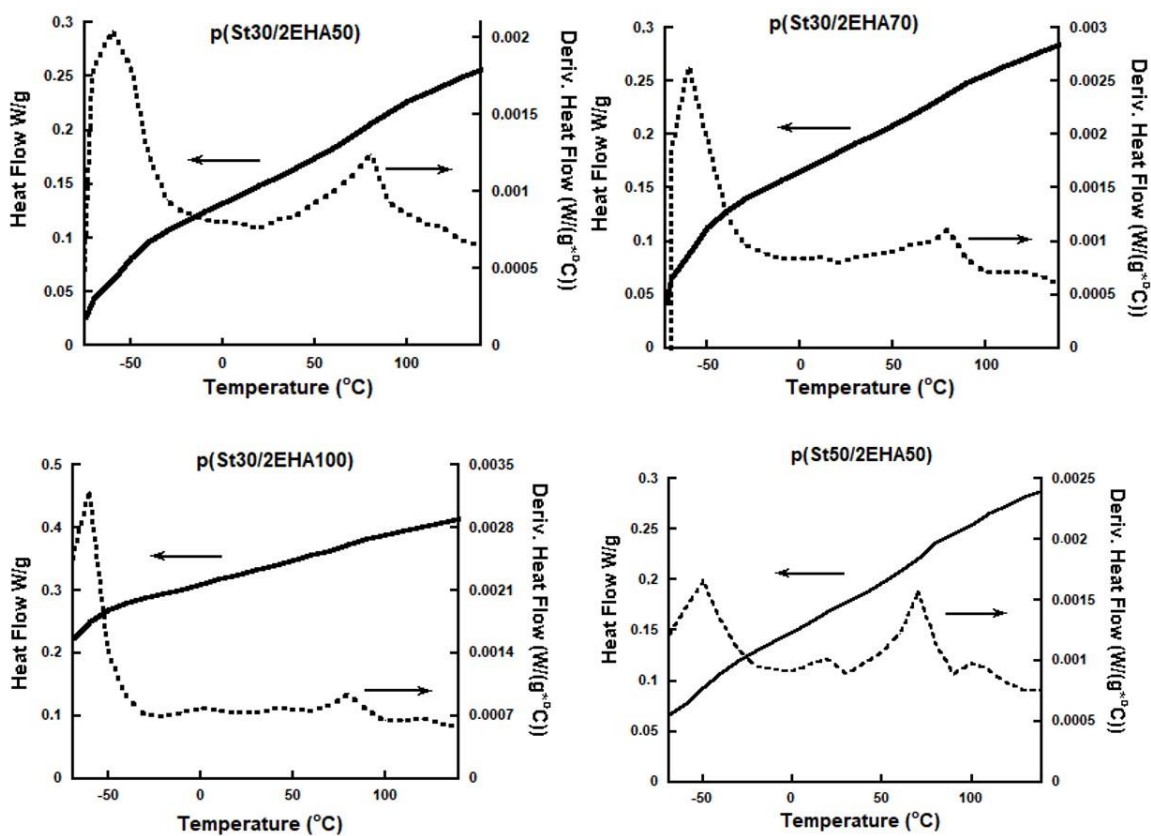 p(St30/2EHA50)
0.3
0.25
0.2
0.15
0.1
0.05
0
Heat Flow W/g
0.002
0.0015
0.001
0.0005
0
Deriv. Heat Flow (W/(g*ᴰC))
-50 0 50 100
Temperature (°C)
p(St30/2EHA70)
0.3
0.25
0.2
0.15
0.1
0.05
0
Heat Flow W/g
0.003
0.0025
0.002
0.0015
0.001
0.0005
0
Deriv. Heat Flow (W/(g*ᴰC))
-50 0 50 100
Temperature (°C)
p(St30/2EHA100)
0.5
0.4
0.3
0.2
0.1
0
Heat Flow W/g
0.0035
0.0028
0.0021
0.0014
0.0007
0
Deriv. Heat Flow (W/(g*ᴰC))
-50 0 50 100
Temperature (°C)
p(St50/2EHA50)
0.3
0.25
0.2
0.15
0.1
0.05
0
Heat Flow W/g
0.0025
0.002
0.0015
0.001
0.0005
0
Deriv. Heat Flow (W/(g*ᴰC))
-50 0 50 100
Temperature (°C)